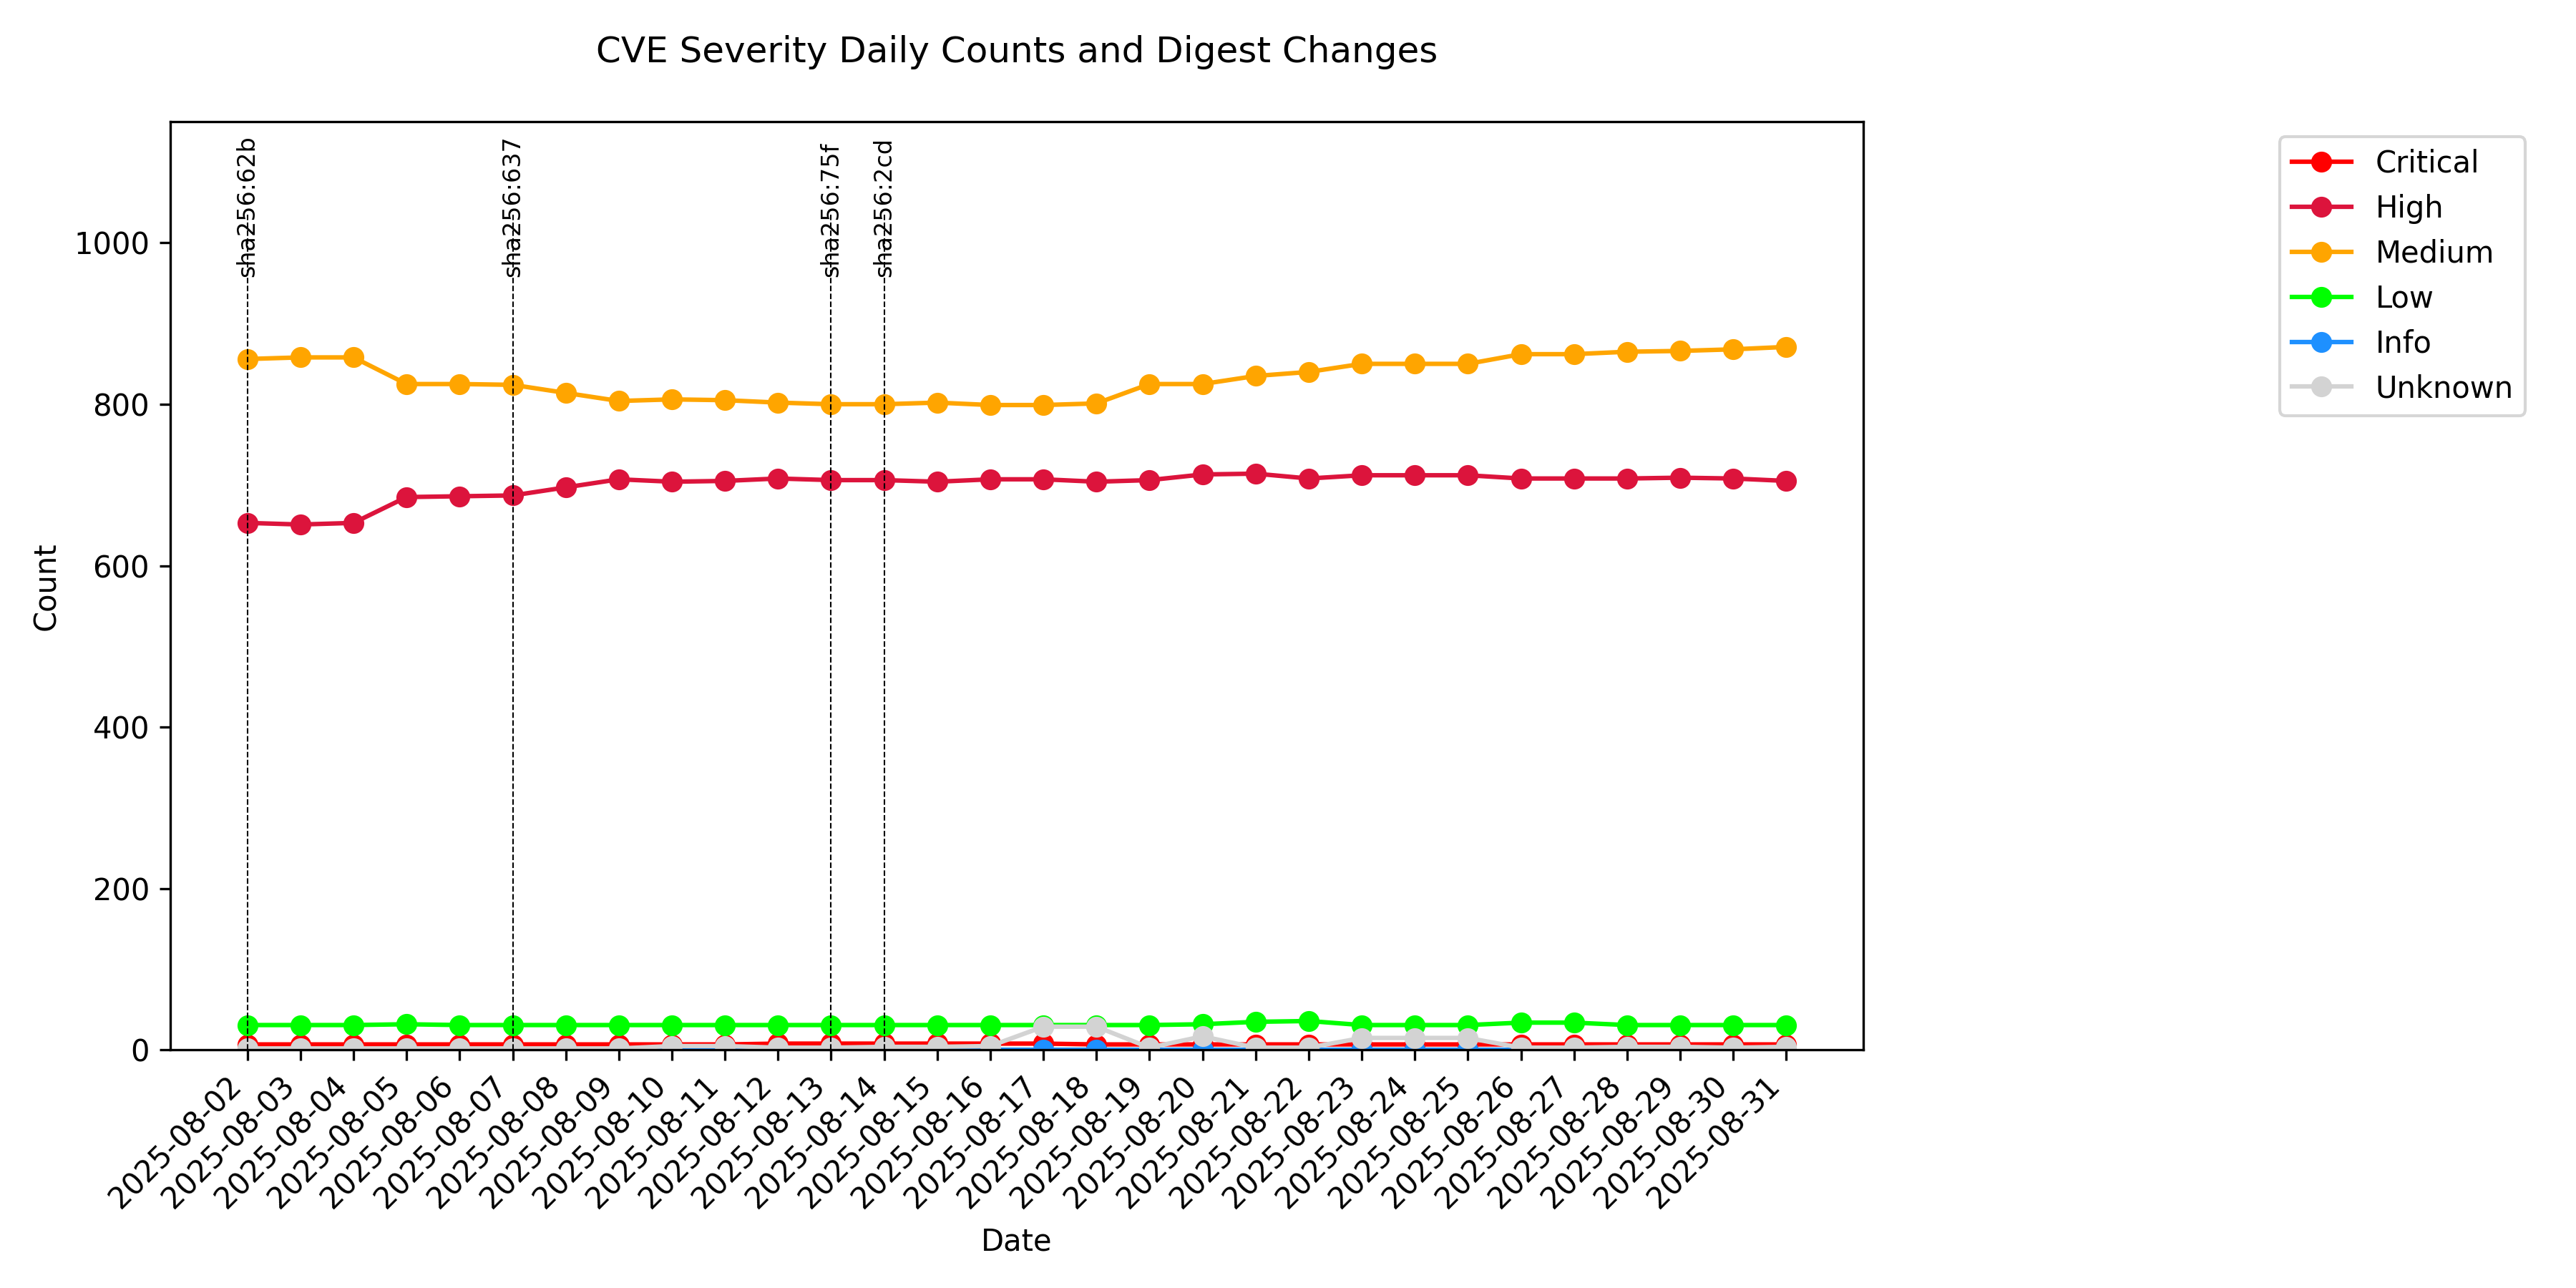 CVE Severity Daily Counts and Digest Changes
sha256:62b
sha256:637
sha256:75f
sha256:2cd
Critical
High
Medium
Low
Info
Unknown
1000
800
600
400
200
0
Count
2025-08-02
2025-08-03
2025-08-04
2025-08-05
2025-08-06
2025-08-07
2025-08-08
2025-08-09
2025-08-10
2025-08-11
2025-08-12
2025-08-13
2025-08-14
2025-08-15
2025-08-16
2025-08-17
2025-08-18
2025-08-19
2025-08-20
2025-08-21
2025-08-22
2025-08-23
2025-08-24
2025-08-25
2025-08-26
2025-08-27
2025-08-28
2025-08-29
2025-08-30
2025-08-31
Date